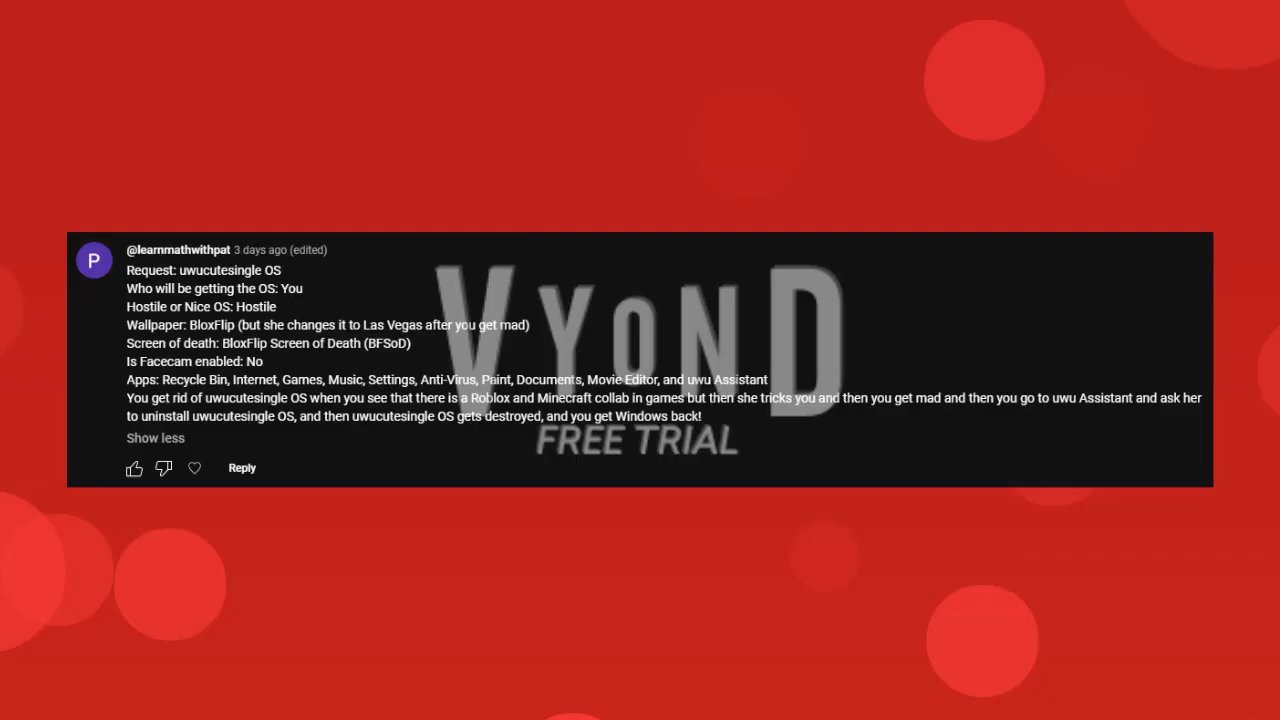 P
@learnmathwithpat 3 days ago (edited)
Request: uwucutesingle OS
Who will be getting the OS: You
Hostile or Nice OS: Hostile
Wallpaper: BloxFlip (but she changes it to Las Vegas after you get mad)
Screen of death: BloxFlip Screen of Death (BFSoD)
Is Facecam enabled: No
Apps: Recycle Bin, Internet, Games, Music, Settings, Anti-Virus, Paint, Documents, Movie Editor, and uwu Assistant
You get rid of uwucutesingle OS when you see that there is a Roblox and Minecraft collab in games but then she tricks you and then you get mad and then you go to uwu Assistant and ask her
to uninstall uwucutesingle OS, and then uwucutesingle OS gets destroyed, and you get Windows back!
Show less
Reply
VYOND
FREE TRIAL